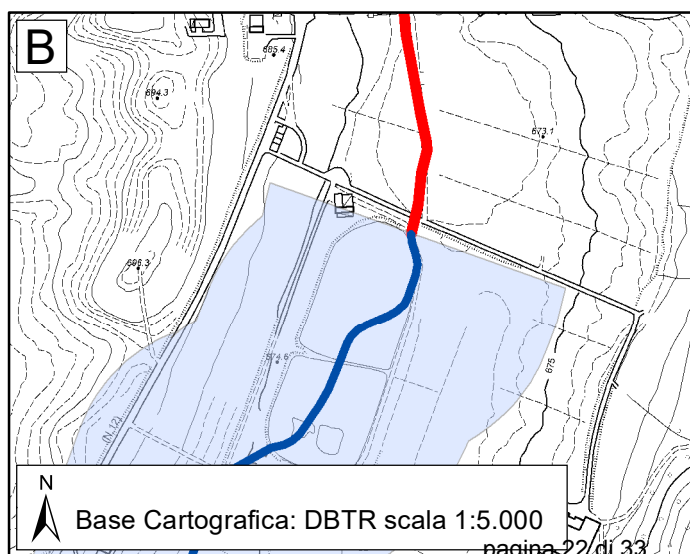 B
685.4
694.3
673.1
696.3
674.6
675
(N.12)
N
Base Cartografica: DBTR scala 1:5.000
pagina 22 di 33